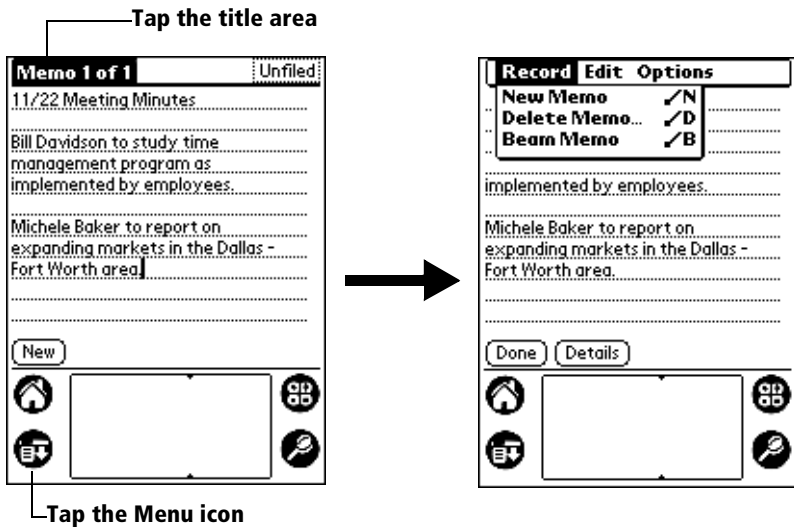 Tap the title area
Memo 1 of 1
Unfiled
11/22 Meeting Minutes
Bill Davidson to study time
management program as
implemented by employees.
Michele Baker to report on
expanding markets in the Dallas -
Fort Worth area.
New
Tap the Menu icon
Record Edit Options
New Memo /N
Delete Memo... /D
Beam Memo /B
implemented by employees.
Michele Baker to report on
expanding markets in the Dallas -
Fort Worth area.
Done Details